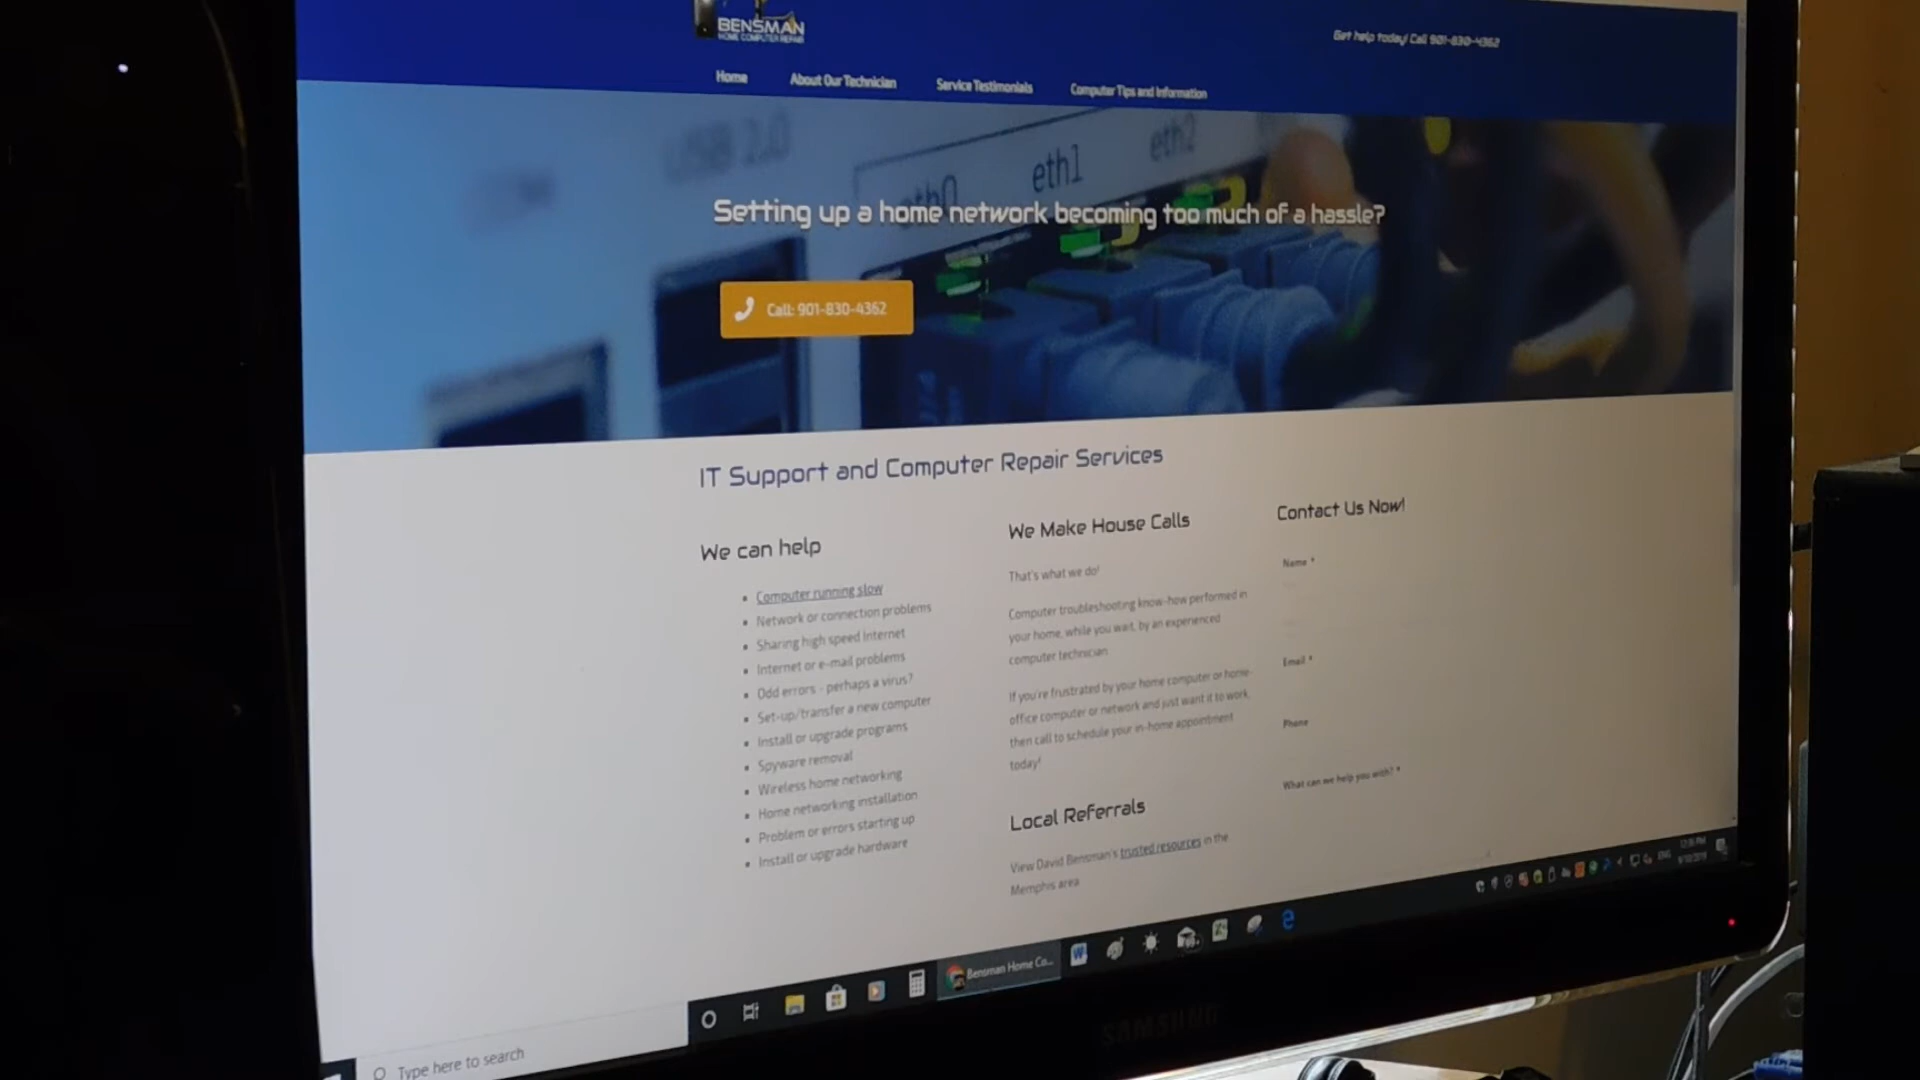 BENSMAN
HOME COMPUTER REPAIR
Get help today! Call 901-830-4362
Home
About Our Technician
Service Testimonials
Computer Tips and Information
USB 2.0
eth0
eth1
eth2
Setting up a home network becoming too much of a hassle?
Call: 901-830-4362
IT Support and Computer Repair Services
We can help
Computer running slow
Network or connection problems
Sharing high speed Internet
Internet or e-mail problems
Odd errors - perhaps a virus?
Set-up/transfer a new computer
Install or upgrade programs
Spyware removal
Wireless home networking
Home networking installation
Problem or errors starting up
Install or upgrade hardware
We Make House Calls
That's what we do!
Computer troubleshooting know-how performed in
your home, while you wait, by an experienced
computer technician
If you're frustrated by your home computer or home-
office computer or network and just want it to work,
then call to schedule your in-home appointment
today!
Local Referrals
View David Bensman's trusted resources in the
Memphis area
Contact Us Now!
Name *
Email *
Phone
What can we help you with? *
Bensman Home Co...
ENG
Type here to search
SAMSUNG